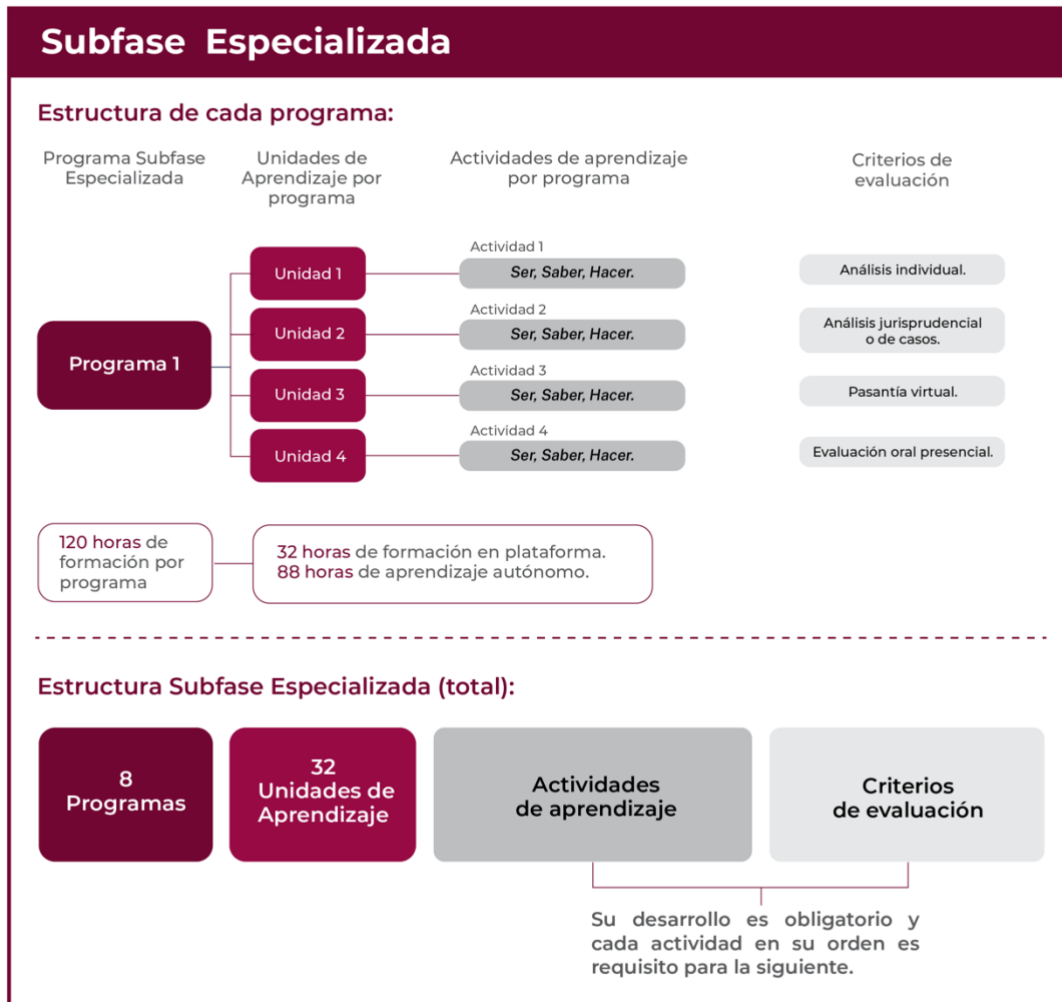 Subfase Especializada
Estructura de cada programa:
Programa Subfase
Especializada
Unidades de
Aprendizaje por
programa
Actividades de aprendizaje
por programa
Criterios de
evaluación
Programa 1
Unidad 1
Actividad 1
Ser, Saber, Hacer.
Análisis individual.
Unidad 2
Actividad 2
Ser, Saber, Hacer.
Análisis jurisprudencial
o de casos.
Unidad 3
Actividad 3
Ser, Saber, Hacer.
Pasantía virtual.
Unidad 4
Actividad 4
Ser, Saber, Hacer.
Evaluación oral presencial.
120 horas de
formación por
programa
32 horas de formación en plataforma.
88 horas de aprendizaje autónomo.
Estructura Subfase Especializada (total):
8
Programas
32
Unidades de
Aprendizaje
Actividades
de aprendizaje
Criterios
de evaluación
Su desarrollo es obligatorio y
cada actividad en su orden es
requisito para la siguiente.